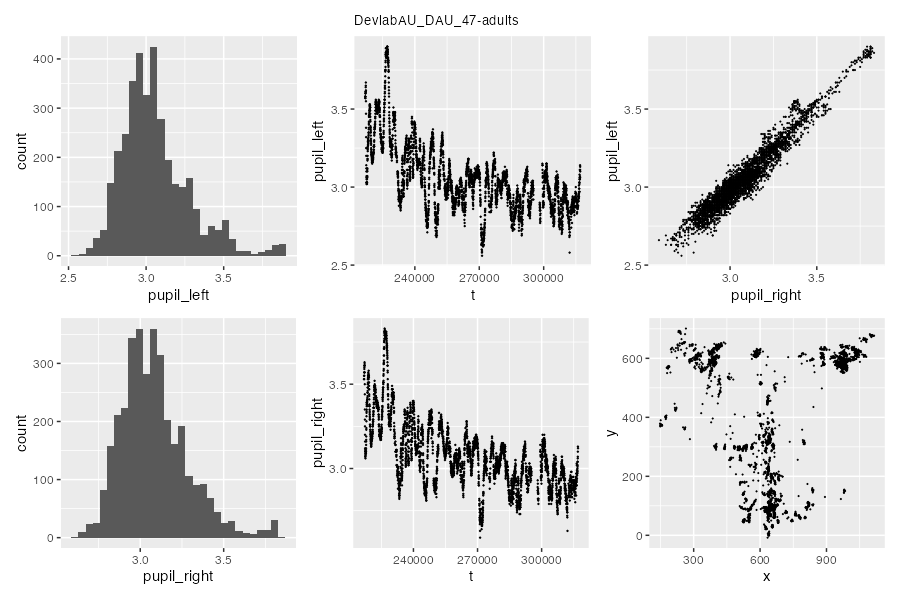 DevlabAU_DAU_47-adults
400
300
200
100
0
count
2.5 3.0 3.5
pupil_left
3.5
3.0
2.5
pupil_left
240000 270000 300000
t
3.5
3.0
2.5
pupil_left
3.0 3.5
pupil_right
300
200
100
0
count
3.0 3.5
pupil_right
3.5
3.0
pupil_right
240000 270000 300000
t
600
400
200
0
y
300 600 900
x